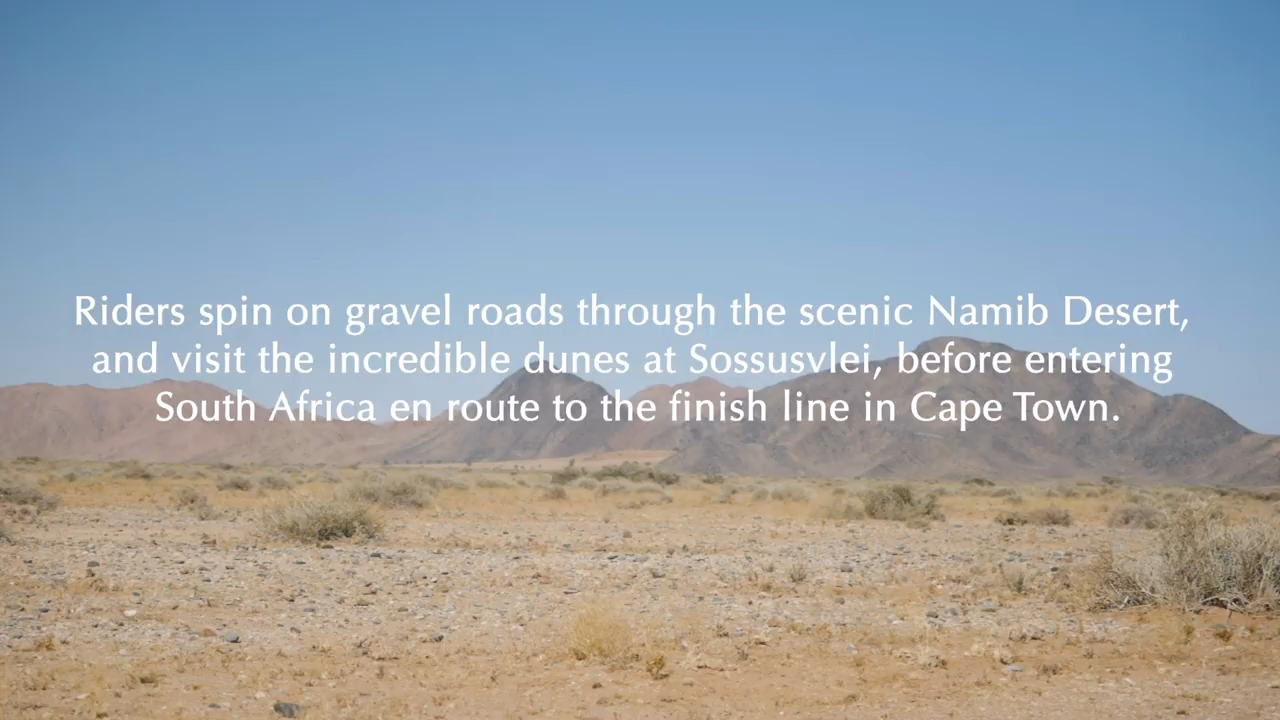 Riders spin on gravel roads through the scenic Namib Desert,
and visit the incredible dunes at Sossusvlei, before entering
South Africa en route to the finish line in Cape Town.